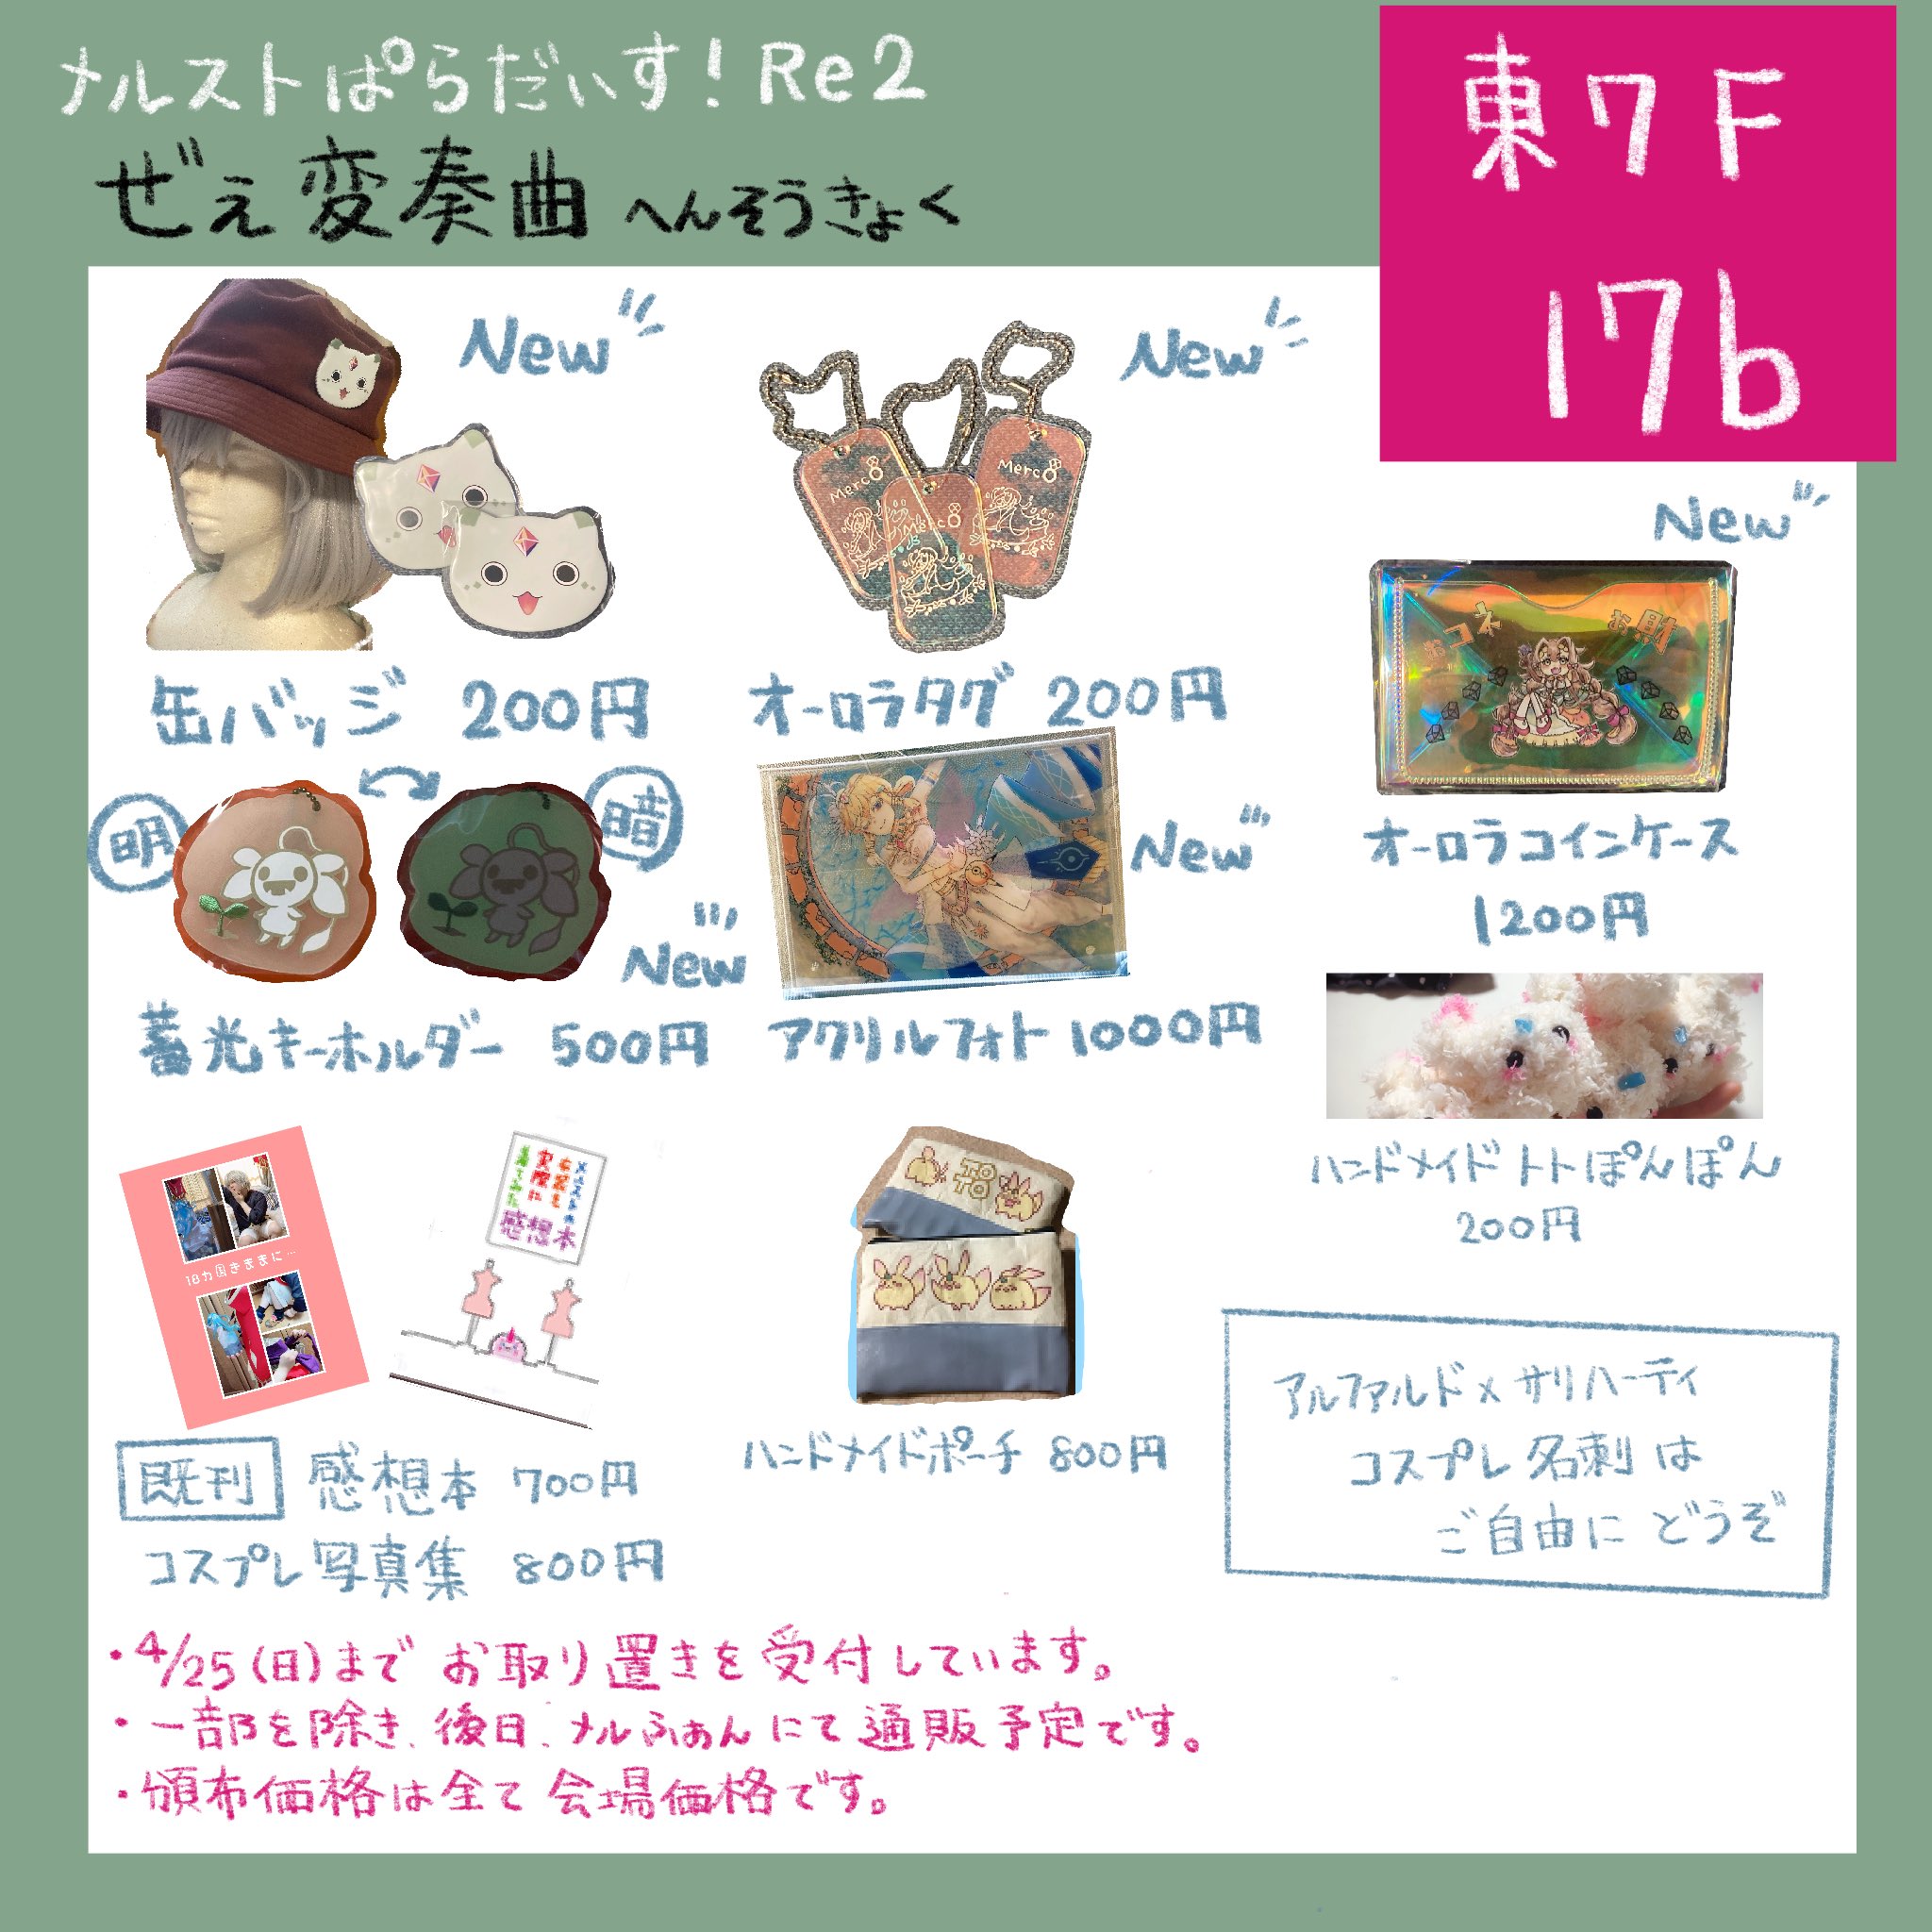 メルストぱらだいす!Re2
ぜぇ変奏曲 へんそうきょく
東7F
17b
New
New
New
Merc8
Merc8
Merc8
缶バッジ 200円
オーロラタグ 200円
明
暗
New
New
オーロラコインケース
1200円
蓄光キーホルダー 500円
アクリルフォト 1000円
18カ国きままに…
感想本
TO
TO
ハンドメイド トトぽんぽん
200円
ハンドメイドポーチ 800円
既刊 感想本 700円
コスプレ写真集 800円
アルファルド×サリハーティ
コスプレ名刺は
ご自由に どうぞ
・4/25(日)まで お取り置きを受付しています。
・一部を除き、後日、メルふぁんにて通販予定です。
・頒布価格は全て会場価格です。